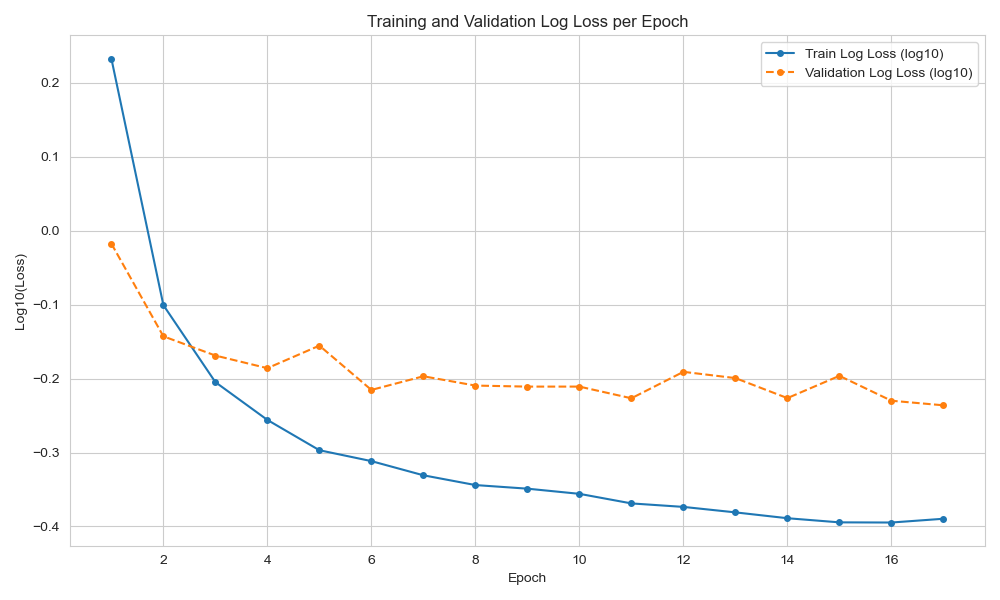 Training and Validation Log Loss per Epoch
Train Log Loss (log10)
Validation Log Loss (log10)
0.2
0.1
0.0
−0.1
−0.2
−0.3
−0.4
Log10(Loss)
2 4 6 8 10 12 14 16
Epoch